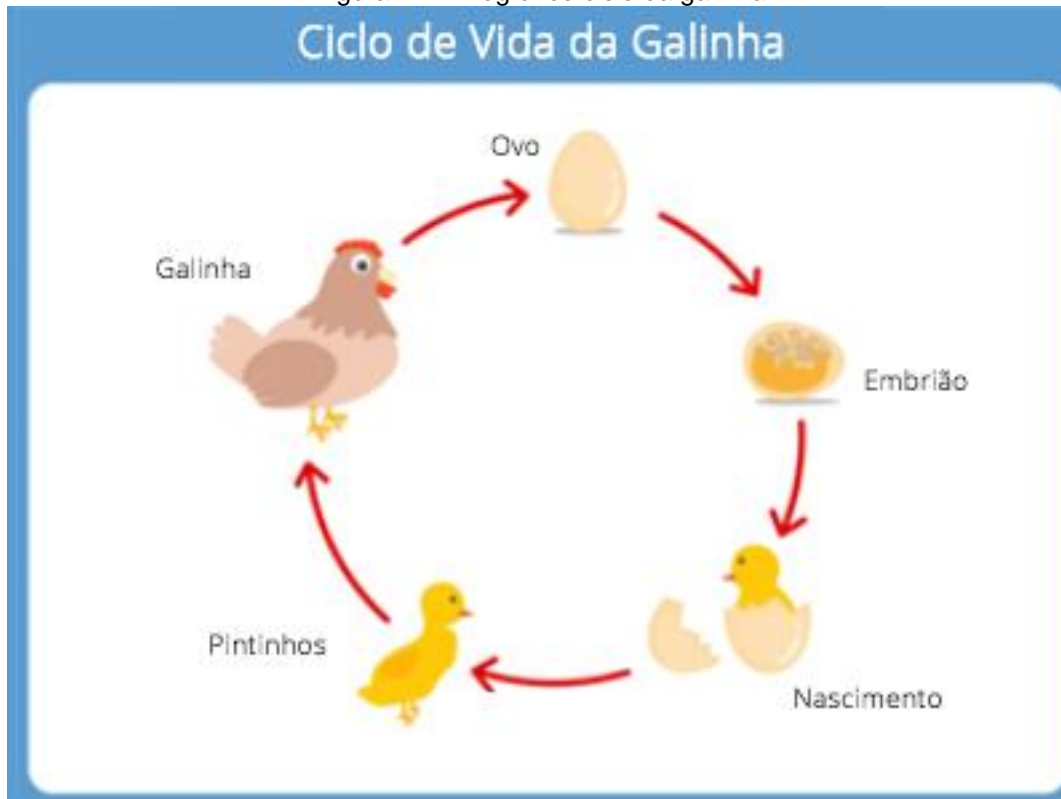 Ciclo de Vida da Galinha
Ovo
Galinha
Embrião
Pintinhos
Nascimento